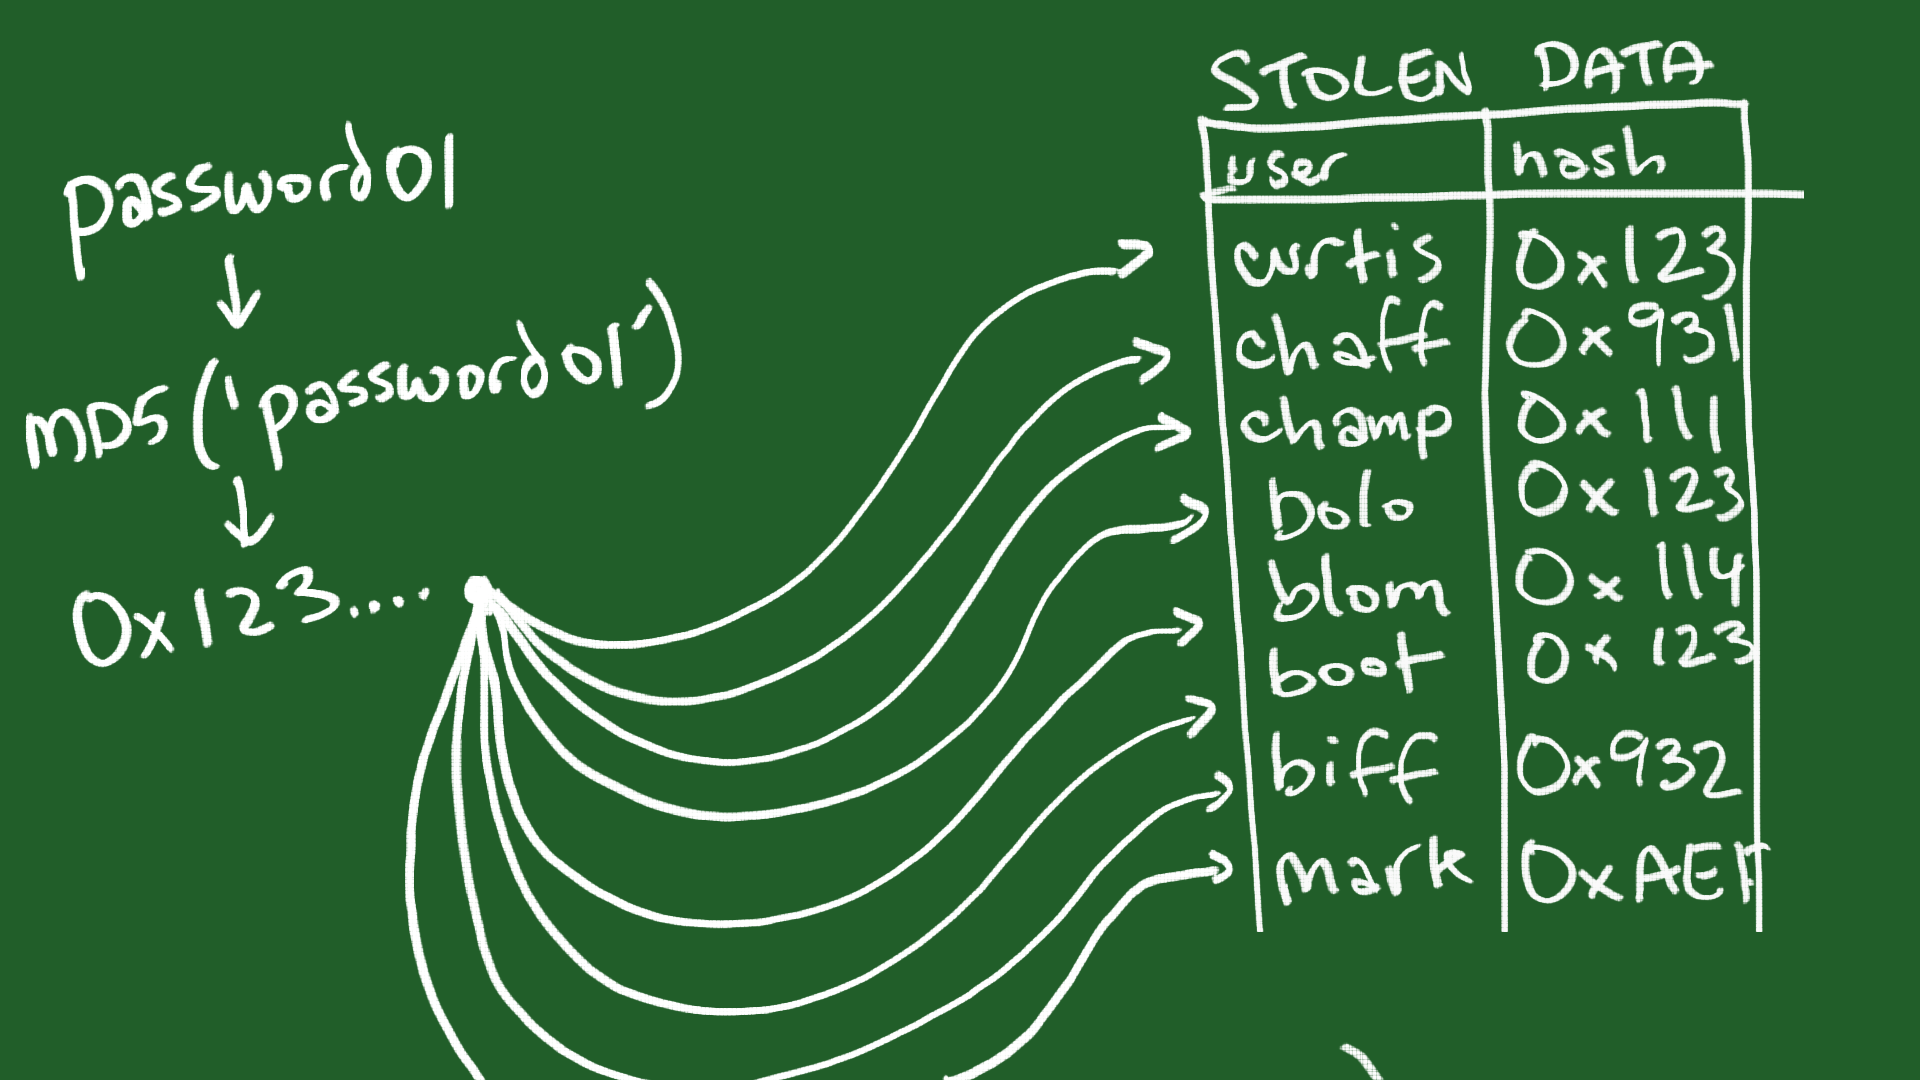 password01
MD5('password01')
0x123....
STOLEN DATA
user hash
curtis 0x123
chaff 0x931
champ 0x111
bolo 0x123
blom 0x114
boot 0x123
biff 0x932
mark 0xAEF